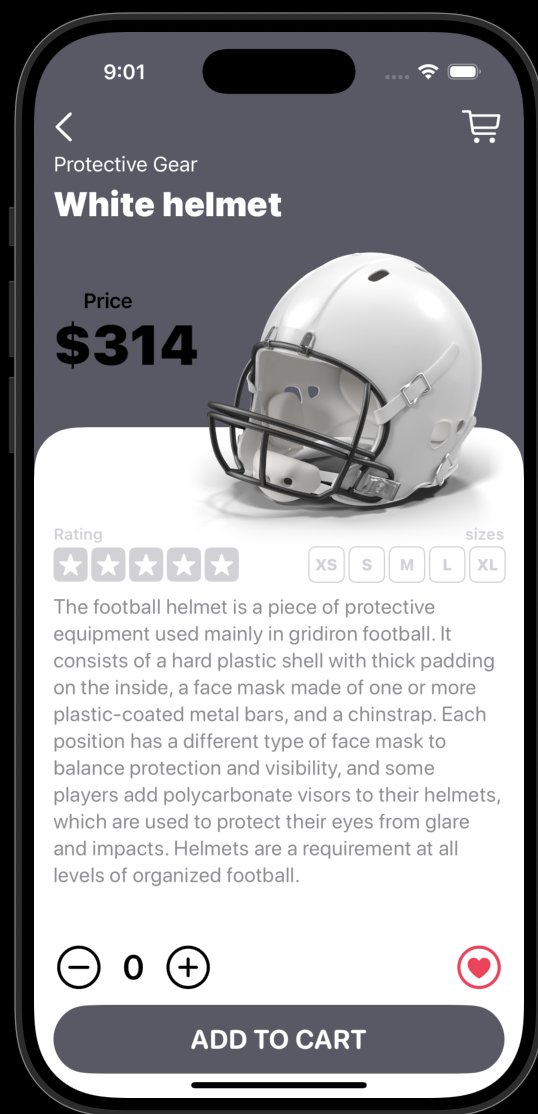 9:01
Protective Gear
White helmet
Price
$314
Rating
sizes
XS S M L XL
The football helmet is a piece of protective
equipment used mainly in gridiron football. It
consists of a hard plastic shell with thick padding
on the inside, a face mask made of one or more
plastic-coated metal bars, and a chinstrap. Each
position has a different type of face mask to
balance protection and visibility, and some
players add polycarbonate visors to their helmets,
which are used to protect their eyes from glare
and impacts. Helmets are a requirement at all
levels of organized football.
0
ADD TO CART